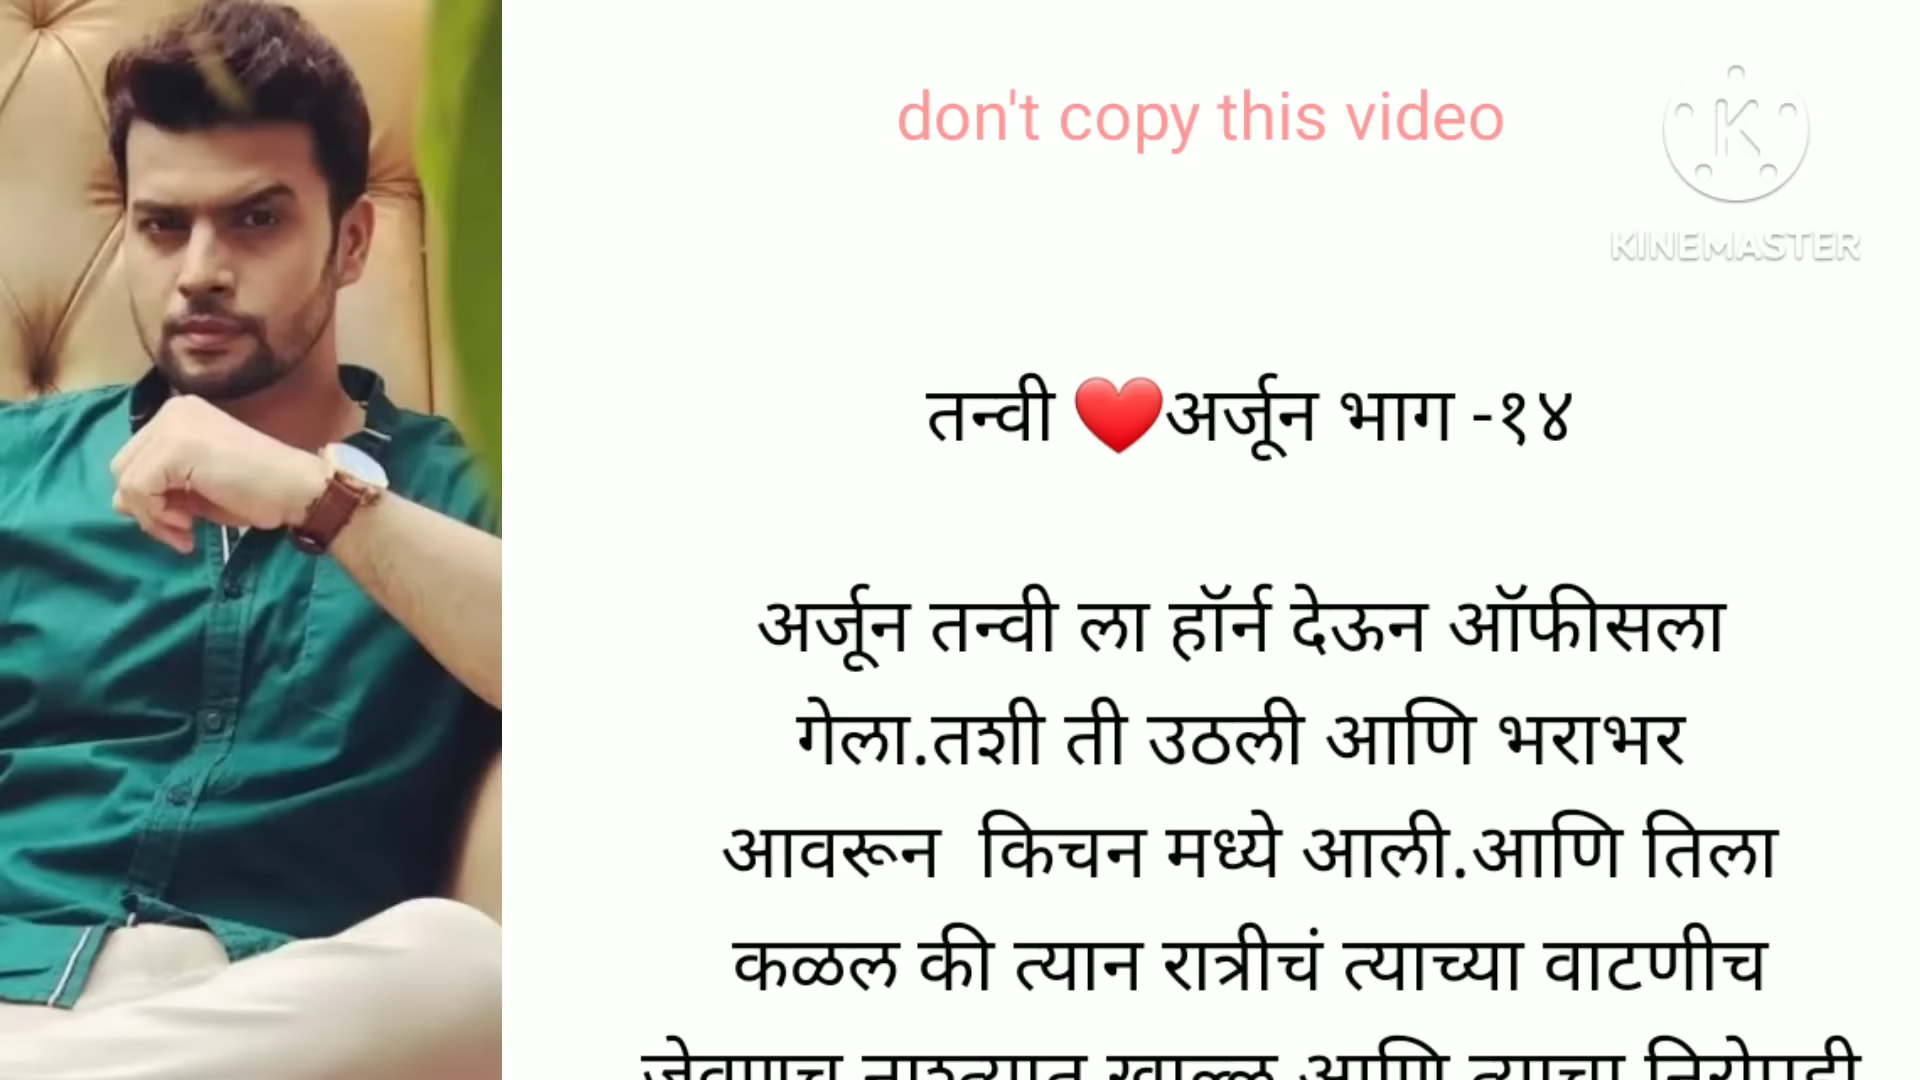 don't copy this video
KINEMASTER
तन्वी ❤️अर्जून भाग -१४
अर्जून तन्वी ला हॉर्न देऊन ऑफीसला
गेला.तशी ती उठली आणि भराभर
आवरून  किचन मध्ये आली.आणि तिला
कळल की त्यान रात्रीचं त्याच्या वाटणीच
आणि त्याचा